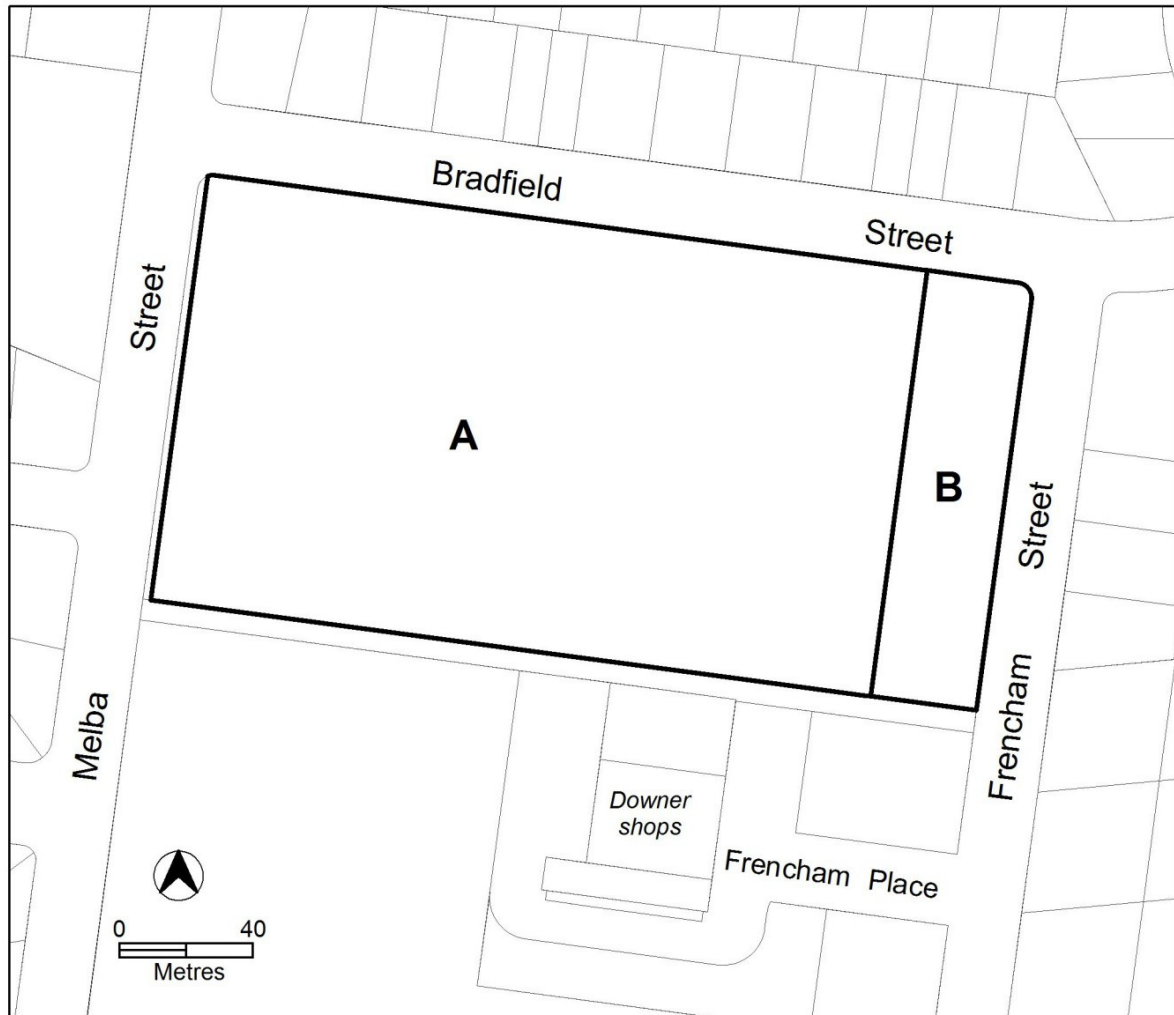 Bradfield
Street
Street
A
B
Street
Melba
Frencham
Downer
shops
Frencham Place
0 40
Metres